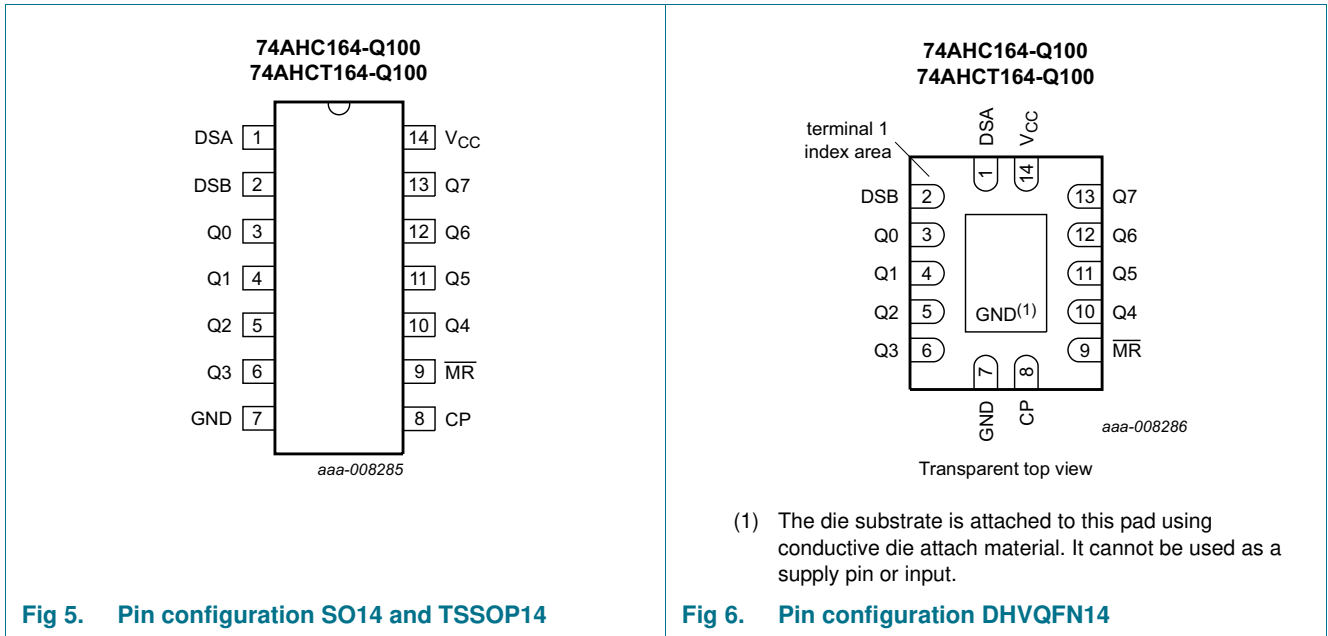 74AHC164-Q100
74AHCT164-Q100
DSA 1 14 VCC
DSB 2 13 Q7
Q0 3 12 Q6
Q1 4 11 Q5
Q2 5 10 Q4
Q3 6 9 MR
GND 7 8 CP
aaa-008285
Fig 5. Pin configuration SO14 and TSSOP14
74AHC164-Q100
74AHCT164-Q100
terminal 1
index area
DSA VCC
1 14
DSB 2 13 Q7
Q0 3 12 Q6
Q1 4 11 Q5
Q2 5 GND(1) 10 Q4
Q3 6 9 MR
7 8
GND CP
aaa-008286
Transparent top view
(1) The die substrate is attached to this pad using
conductive die attach material. It cannot be used as a
supply pin or input.
Fig 6. Pin configuration DHVQFN14